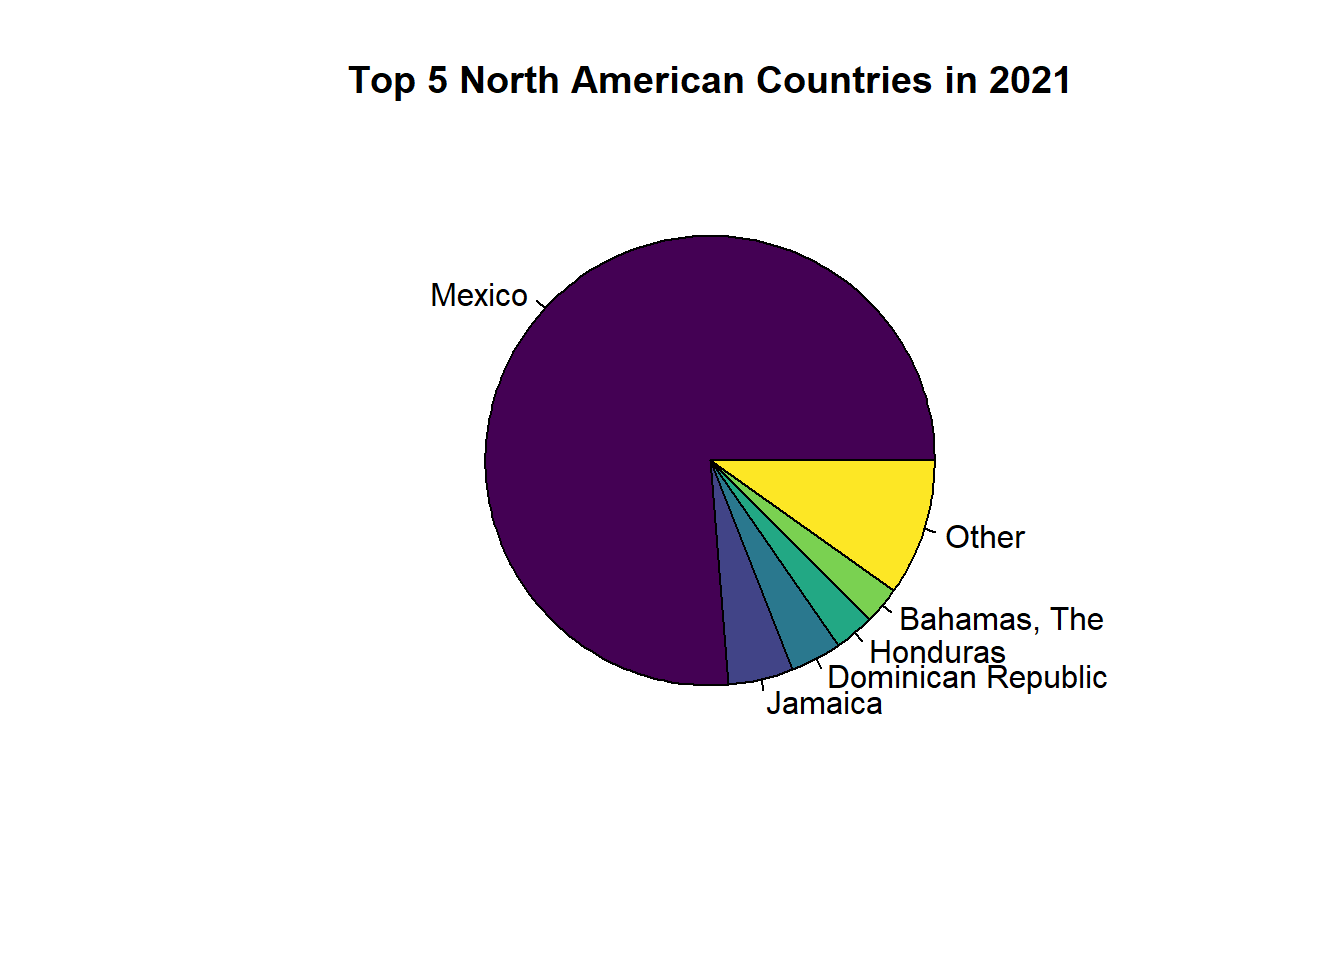 Top 5 North American Countries in 2021
Mexico
Other
Bahamas, The
Honduras
Dominican Republic
Jamaica